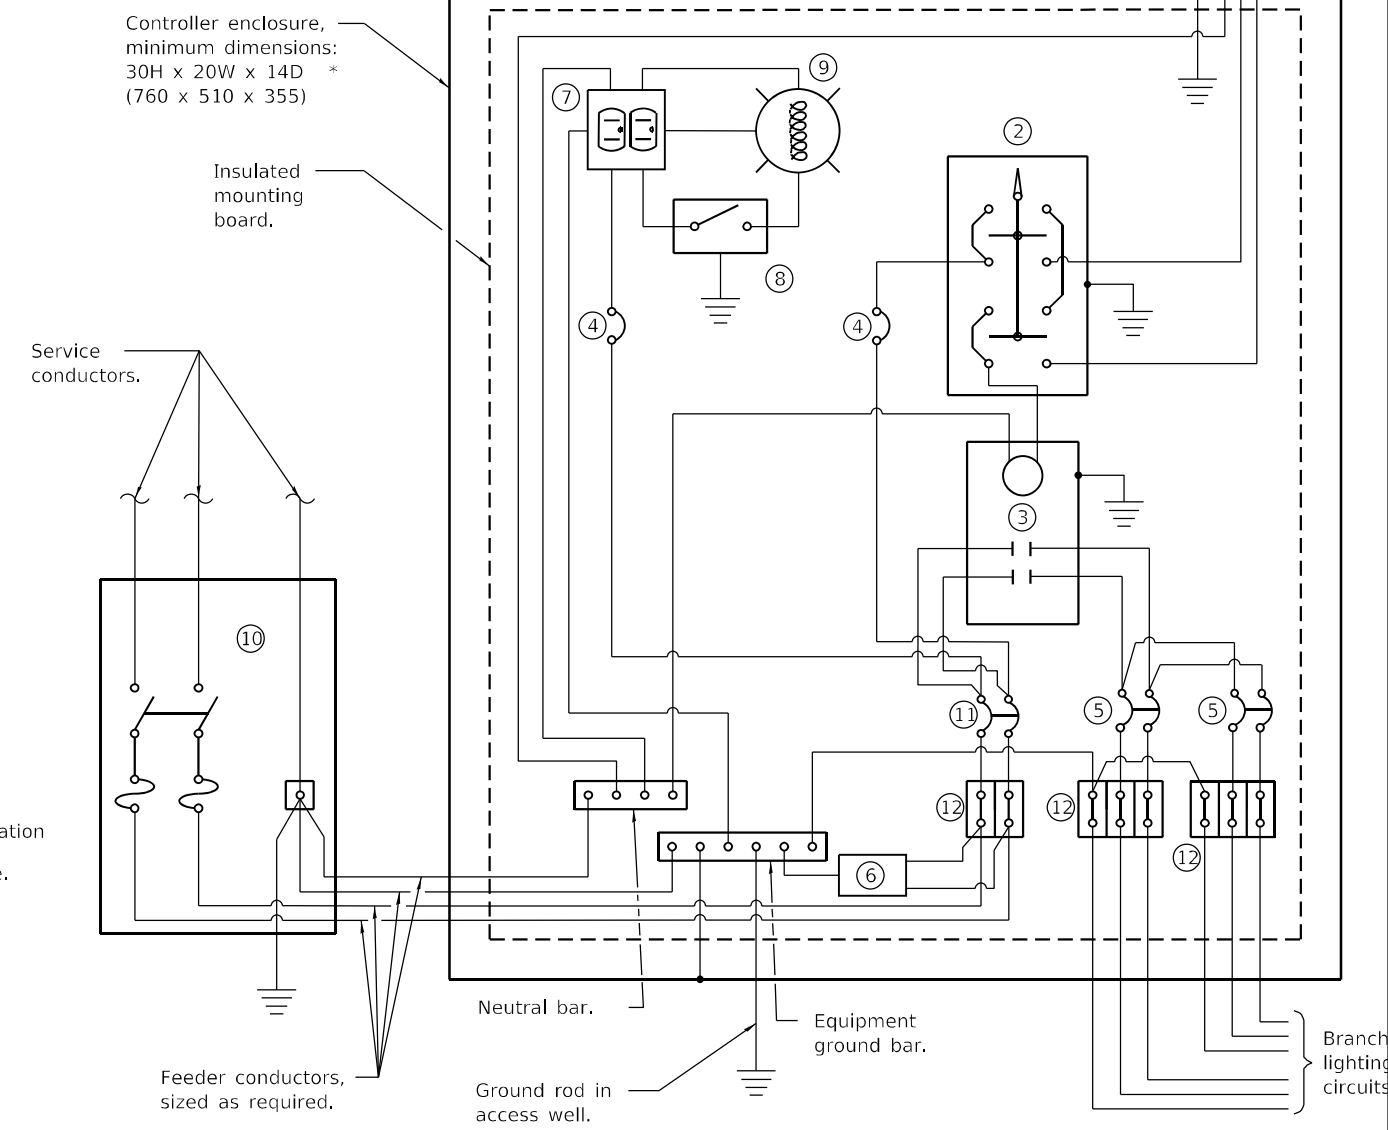 Controller enclosure,
minimum dimensions:
30H x 20W x 14D *
(760 x 510 x 355)
Insulated
mounting
board.
Service
conductors.
7
9
2
8
4
4
3
10
11
5
5
12
12
12
6
ation
.
Neutral bar.
Equipment
ground bar.
Ground rod in
access well.
Feeder conductors,
sized as required.
Branch
lighting
circuits